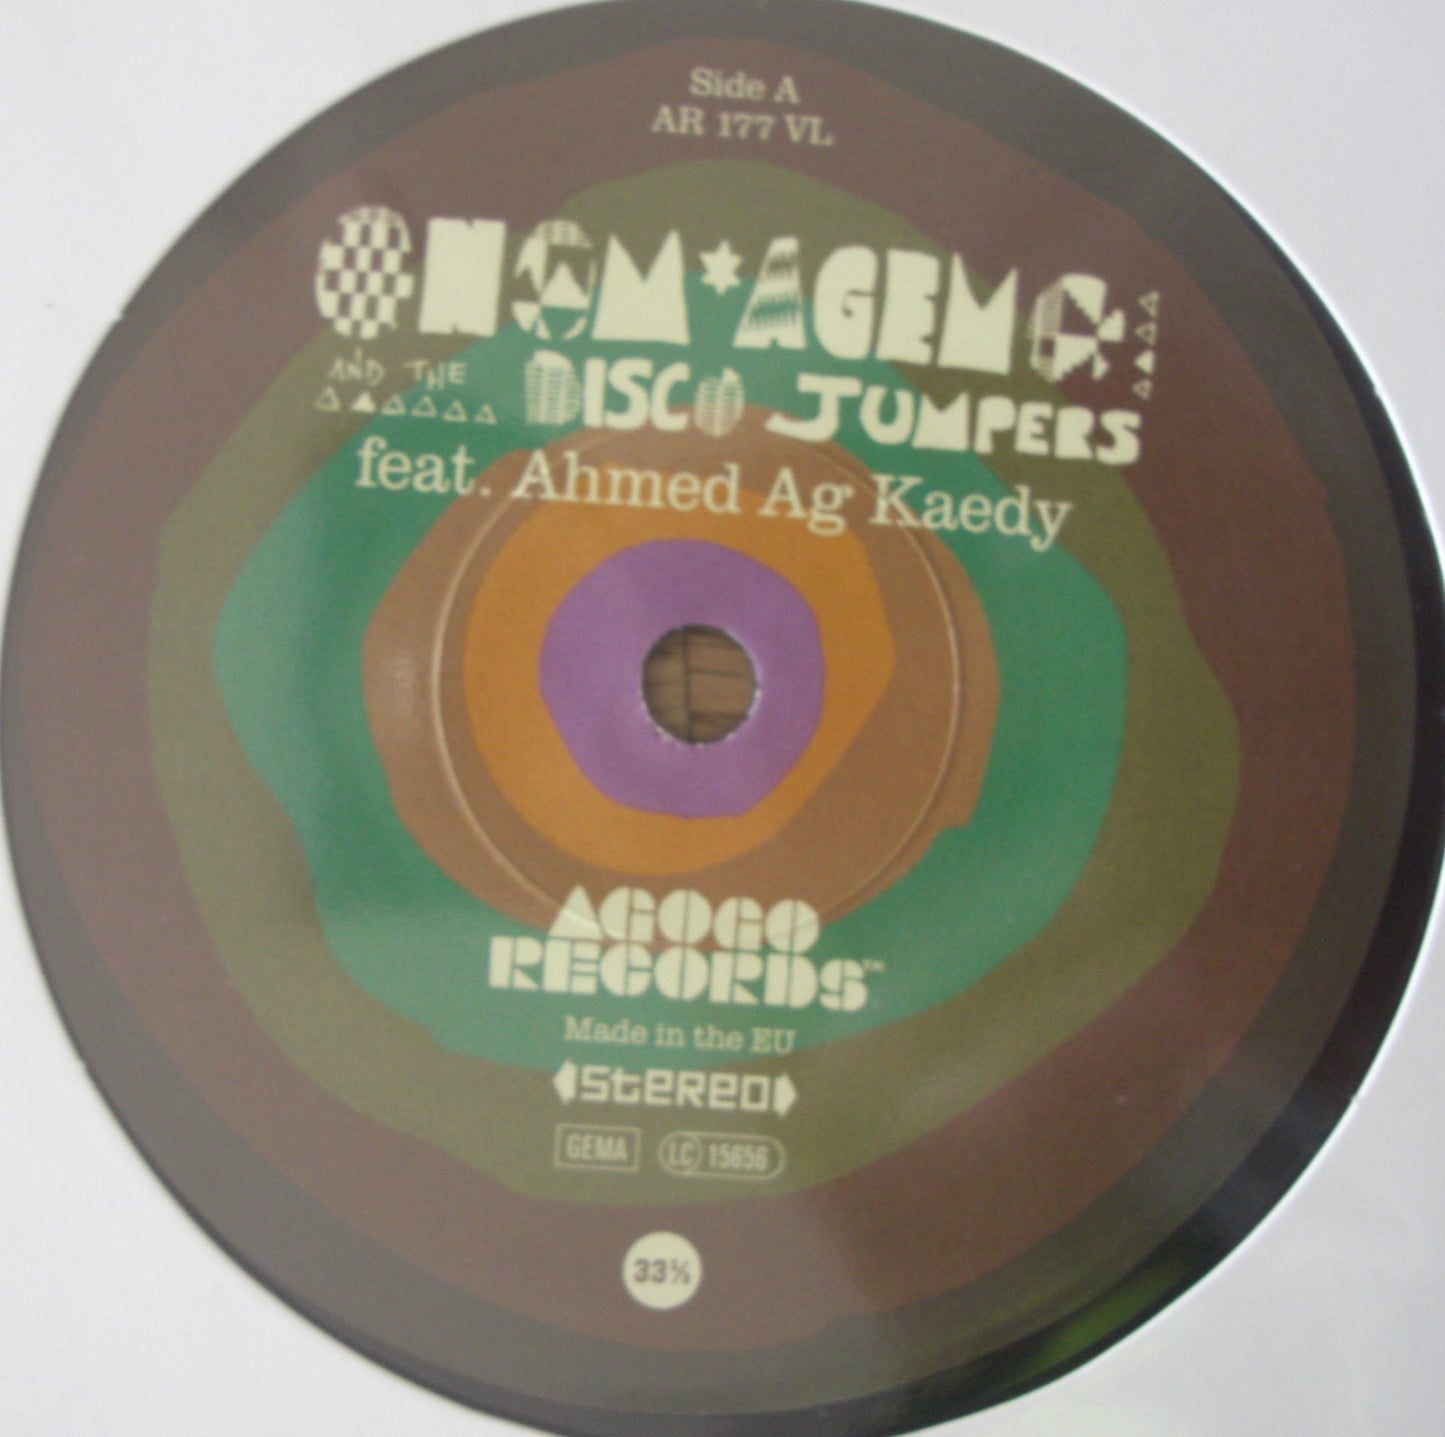 Side A
AR 177 VL
ONOM AGEMO
AND THE DISCO JUMPERS
feat. Ahmed Ag Kaedy
AGOGO
RECORDS™
Made in the EU
stereo
GEMA LC 15656
33⅓